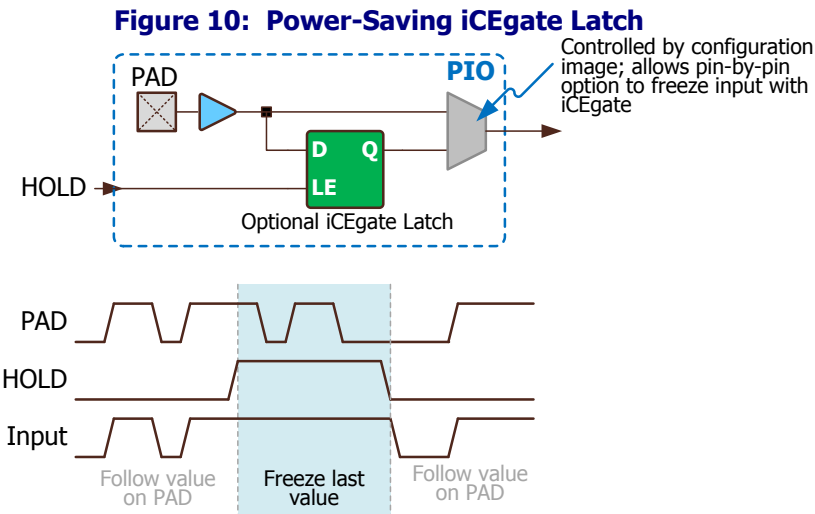 Figure 10:  Power-Saving iCEgate Latch
Controlled by configuration
image; allows pin-by-pin
option to freeze input with
iCEgate
PIO
PAD
D
Q
HOLD
LE
Optional iCEgate Latch
PAD
HOLD
Input
Follow value
on PAD
Freeze last
value
Follow value
on PAD